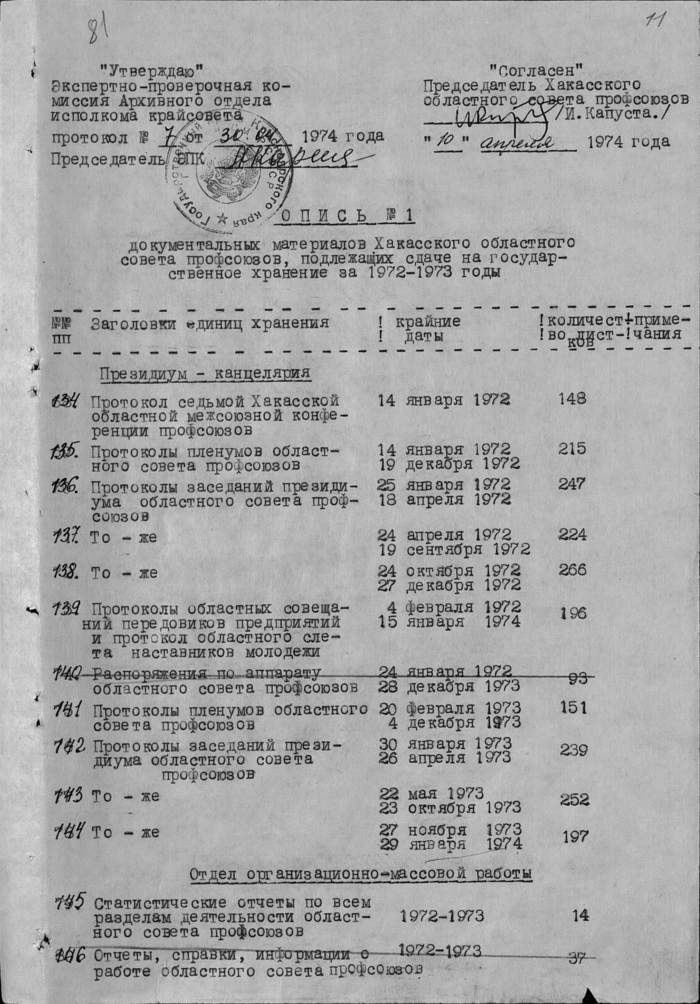 81
11
"Утверждаю"
Экспертно-проверочная ко-
миссия Архивного отдела
исполкома крайсовета
протокол № 7 от 30.04 1974 года
Председатель ЭПК
"Согласен"
Председатель Хакасского
областного совета профсоюзов
/И.Капуста./
"10" апреля 1974 года
ОПИСЬ №1
документальных материалов Хакасского областного
совета профсоюзов, подлежащих сдаче на государ-
ственное хранение за 1972-1973 годы
№№ Заголовки единиц хранения ! крайние !количест!приме-
пп ! даты !во лист-!чания
ков
Президиум - канцелярия
134 Протокол седьмой Хакасской 14 января 1972 148
областной межсоюзной конфе-
ренции профсоюзов
135. Протоколы пленумов област- 14 января 1972 215
ного совета профсоюзов 19 декабря 1972
136. Протоколы заседаний президи- 25 января 1972 247
ума областного совета проф- 18 апреля 1972
союзов
137. То - же 24 апреля 1972 224
19 сентября 1972
138. То - же 24 октября 1972 266
27 декабря 1972
139 Протоколы областных совеща- 4 февраля 1972 196
ний передовиков предприятий 15 января 1974
и протокол областного сле-
та наставников молодежи
140 Распоряжения по аппарату 24 января 1972 93
областного совета профсоюзов 28 декабря 1973
141 Протоколы пленумов областного 20 февраля 1973 151
совета профсоюзов 4 декабря 1973
142 Протоколы заседаний прези- 30 января 1973 239
диума областного совета 26 апреля 1973
профсоюзов
143 То - же 22 мая 1973 252
23 октября 1973
144 То - же 27 ноября 1973 197
29 января 1974
Отдел организационно-массовой работы
145 Статистические отчеты по всем
разделам деятельности област- 1972-1973 14
ного совета профсоюзов
146 Отчеты, справки, информации о 1972-1973 37
работе областного совета профсоюзов